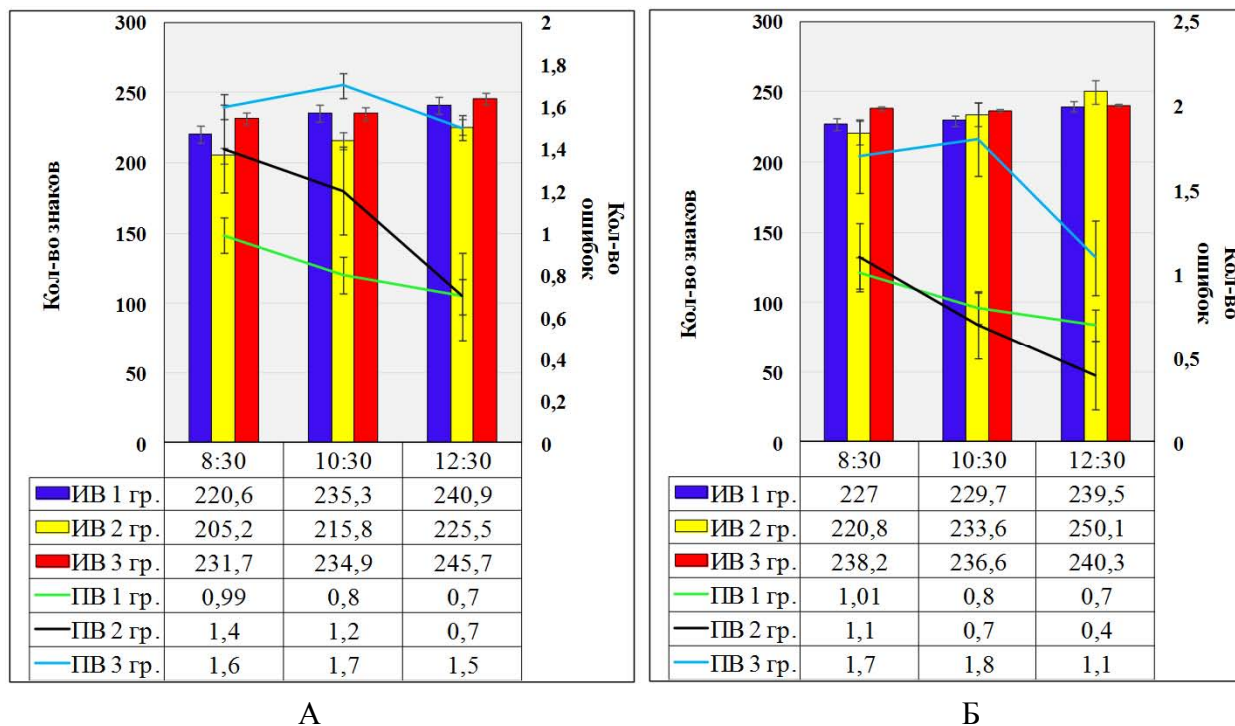 300
250
200
150
100
50
0
Кол-во знаков
2
1,8
1,6
1,4
1,2
1
0,8
0,6
0,4
0,2
0
Кол-во
ошибок
8:30 10:30 12:30
ИВ 1 гр. 220,6 235,3 240,9
ИВ 2 гр. 205,2 215,8 225,5
ИВ 3 гр. 231,7 234,9 245,7
ПВ 1 гр. 0,99 0,8 0,7
ПВ 2 гр. 1,4 1,2 0,7
ПВ 3 гр. 1,6 1,7 1,5
А
300
250
200
150
100
50
0
Кол-во знаков
2,5
2
1,5
1
0,5
0
Кол-во
ошибок
8:30 10:30 12:30
ИВ 1 гр. 227 229,7 239,5
ИВ 2 гр. 220,8 233,6 250,1
ИВ 3 гр. 238,2 236,6 240,3
ПВ 1 гр. 1,01 0,8 0,7
ПВ 2 гр. 1,1 0,7 0,4
ПВ 3 гр. 1,7 1,8 1,1
Б